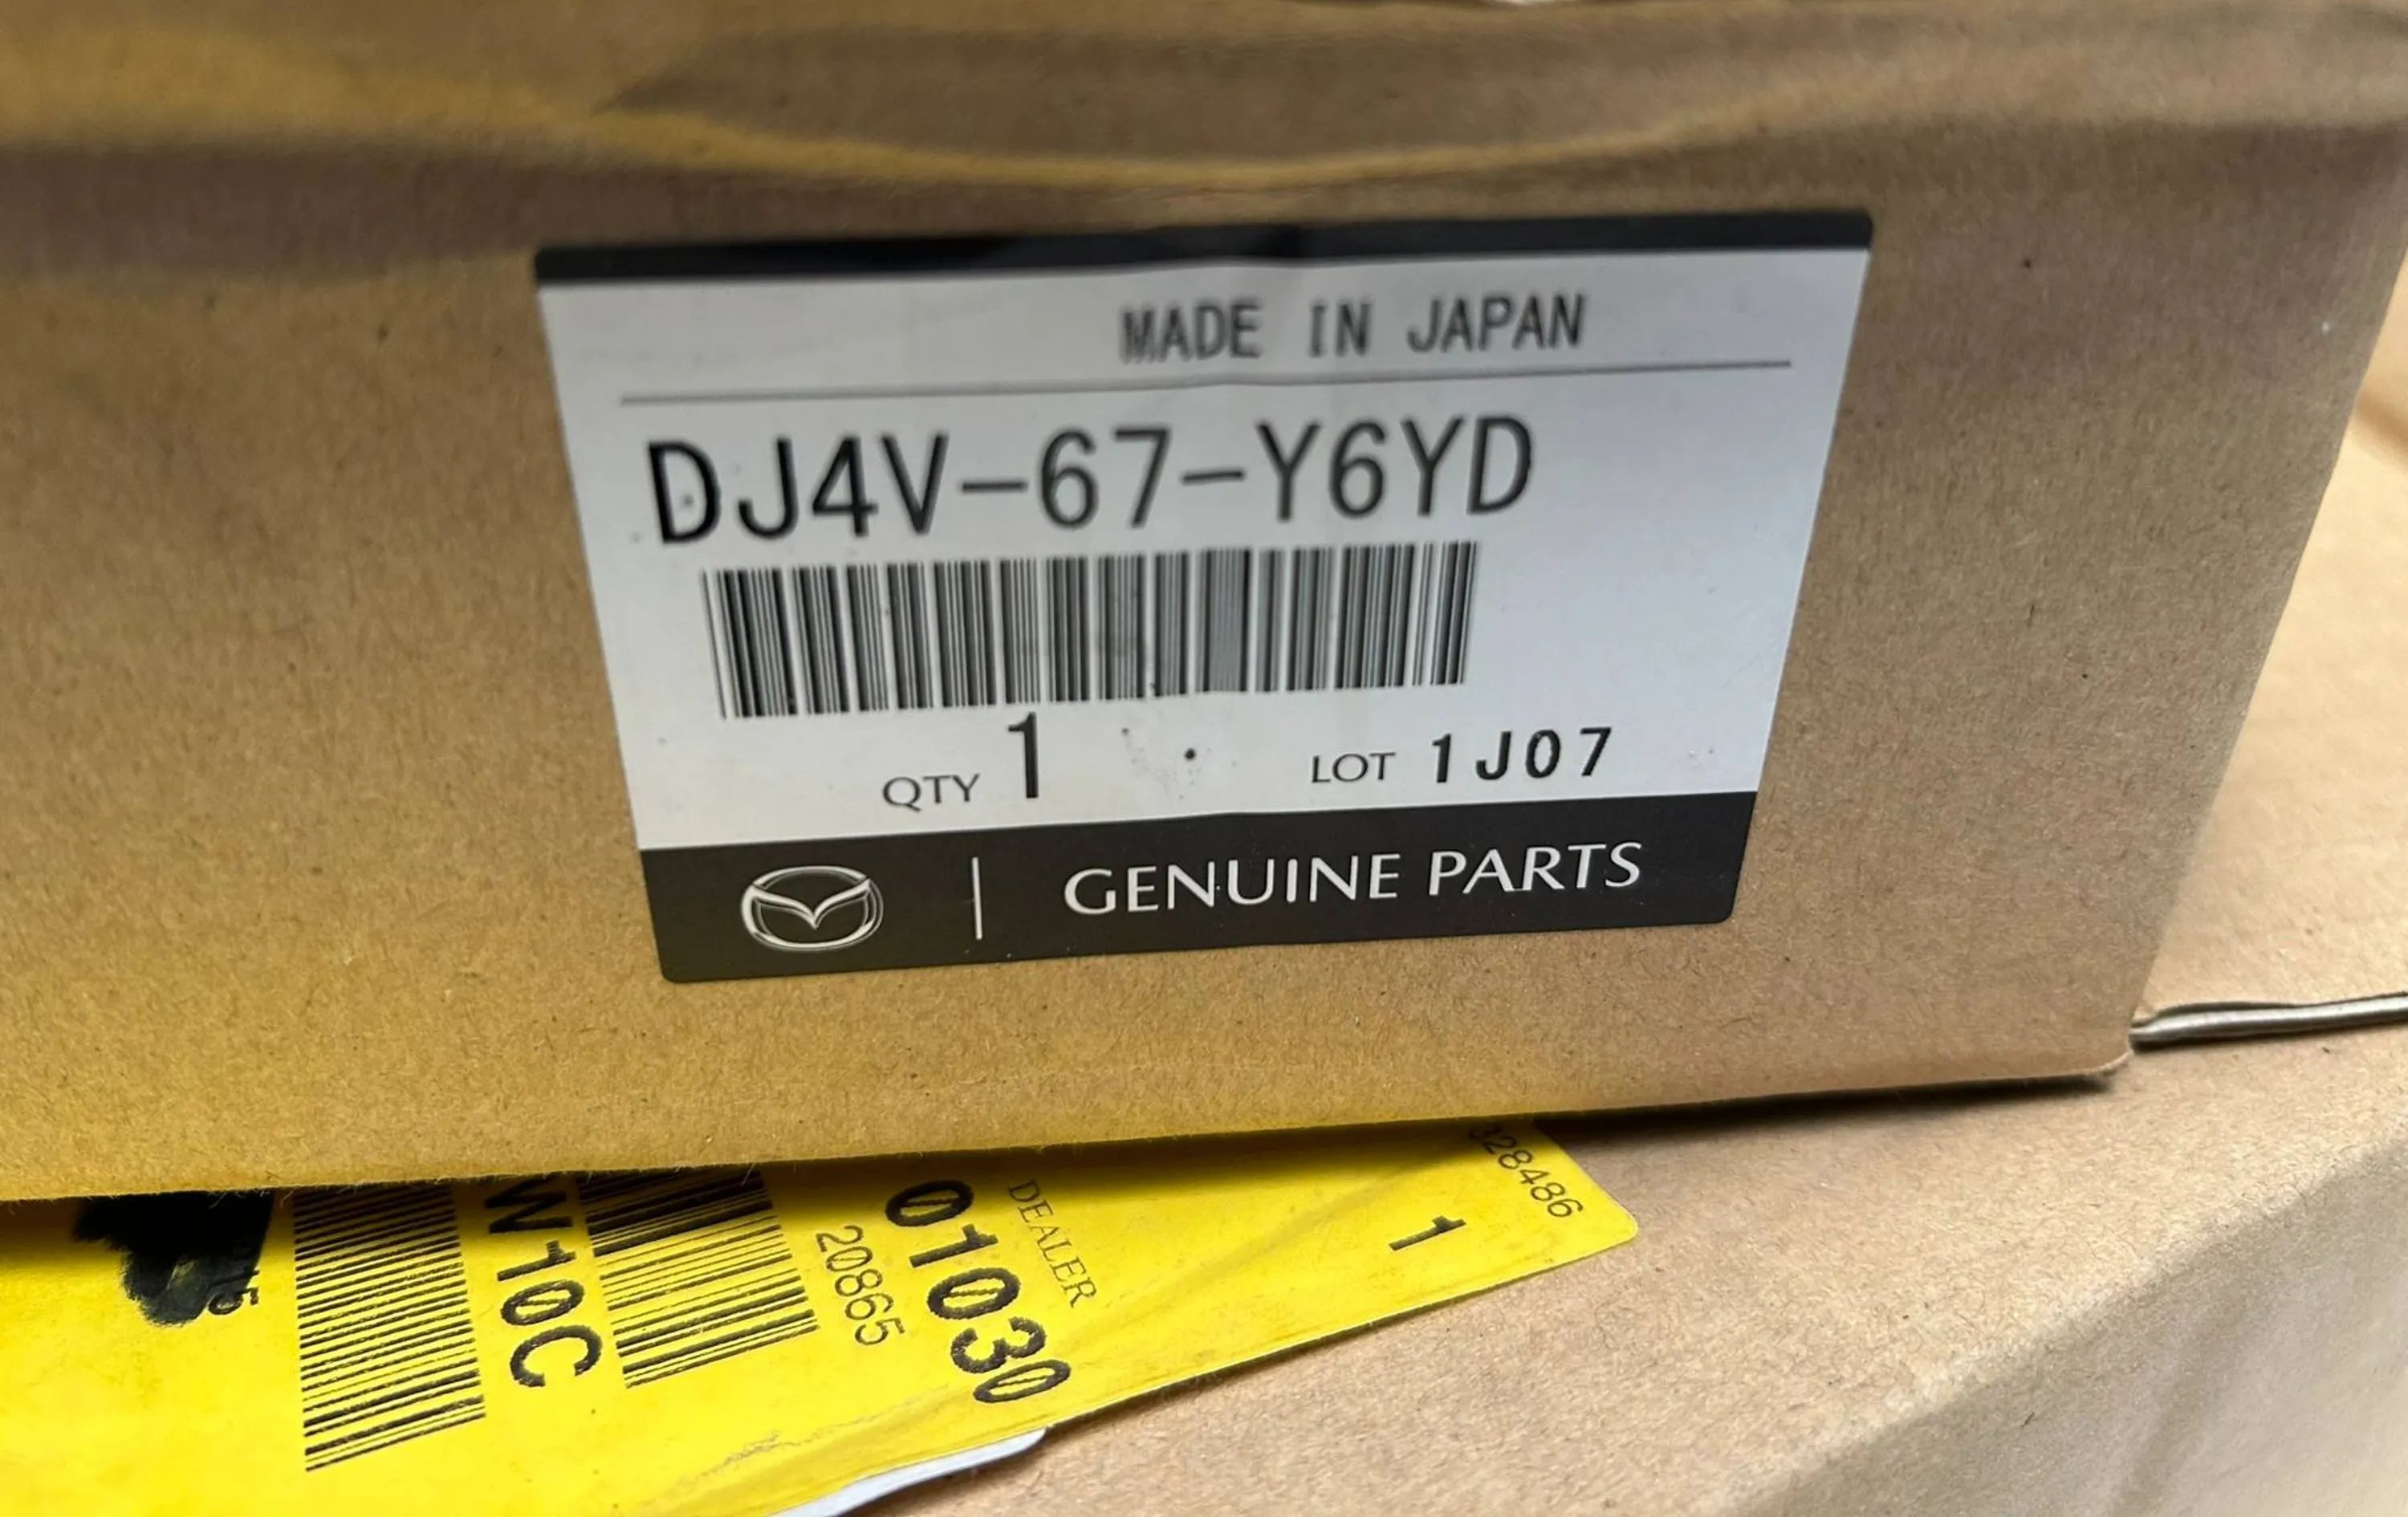 MADE IN JAPAN
DJ4V-67-Y6YD
QTY 1
LOT 1J07
GENUINE PARTS
W10C
20865
01030
DEALER
1
328486